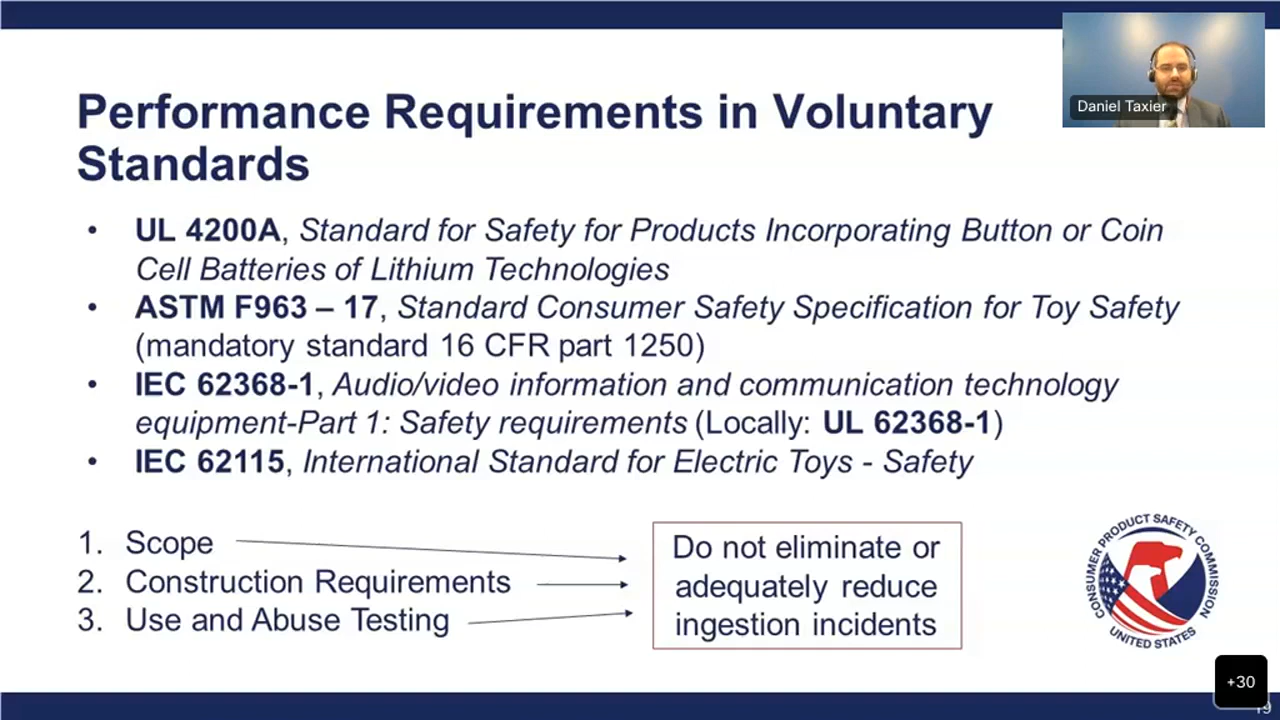 Performance Requirements in Voluntary
Standards
Daniel Taxier
• UL 4200A, Standard for Safety for Products Incorporating Button or Coin
Cell Batteries of Lithium Technologies
• ASTM F963 – 17, Standard Consumer Safety Specification for Toy Safety
(mandatory standard 16 CFR part 1250)
• IEC 62368-1, Audio/video information and communication technology
equipment-Part 1: Safety requirements (Locally: UL 62368-1)
• IEC 62115, International Standard for Electric Toys - Safety
1. Scope
2. Construction Requirements
3. Use and Abuse Testing
Do not eliminate or
adequately reduce
ingestion incidents
CONSUMER PRODUCT SAFETY COMMISSION
UNITED STATES
+30
19